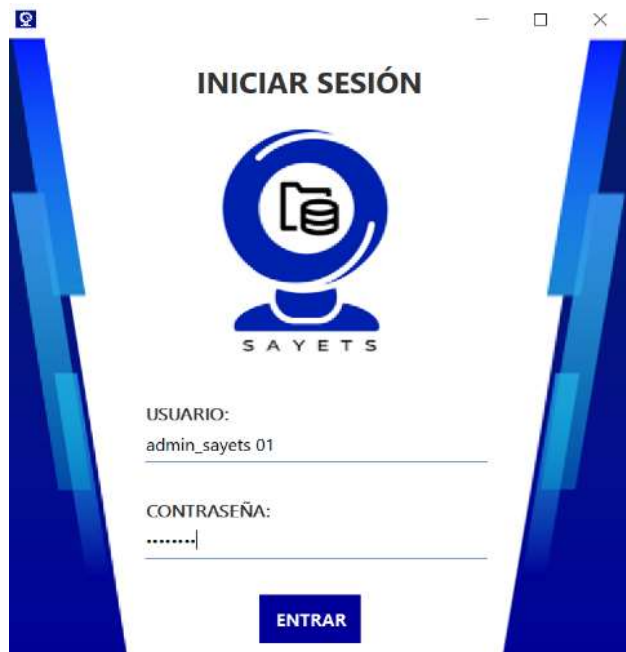 INICIAR SESIÓN
SAYETS
USUARIO:
admin_sayets 01
CONTRASEÑA:
••••••••
ENTRAR